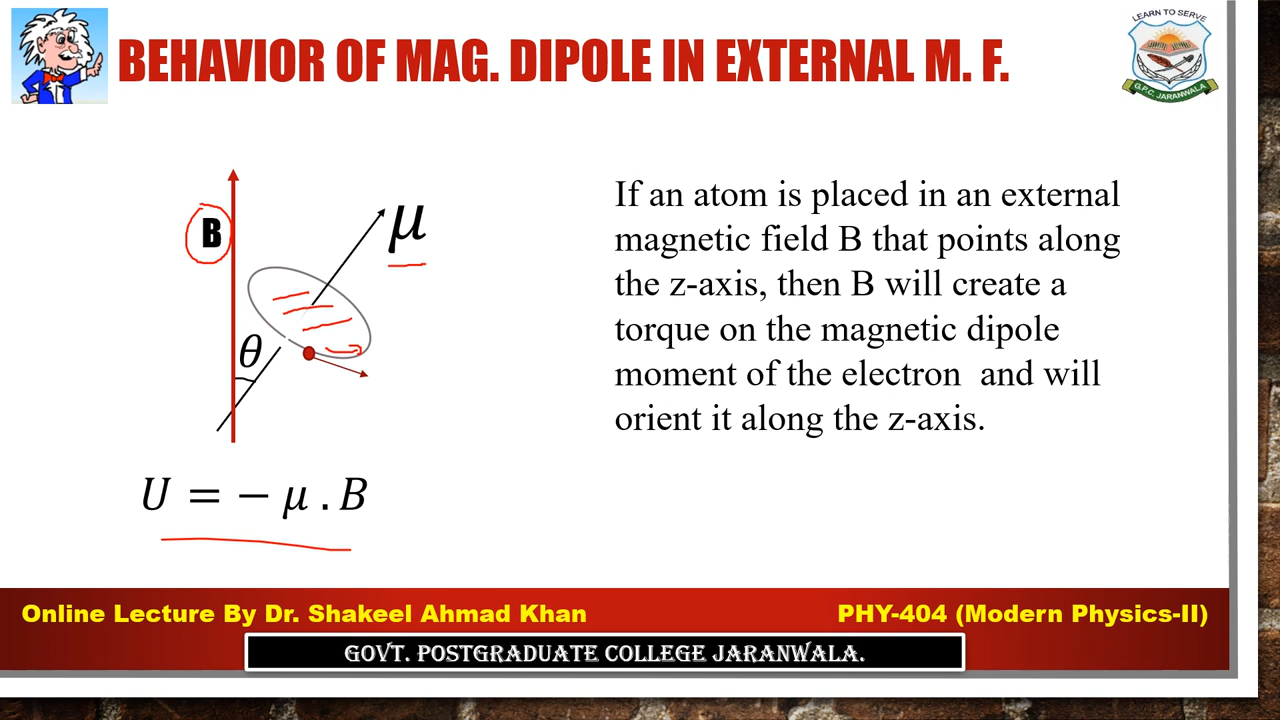 LEARN TO SERVE
G.P.C. JARANWALA
BEHAVIOR OF MAG. DIPOLE IN EXTERNAL M. F.
B
μ
θ
U = − μ . B
If an atom is placed in an external
magnetic field B that points along
the z-axis, then B will create a
torque on the magnetic dipole
moment of the electron and will
orient it along the z-axis.
Online Lecture By Dr. Shakeel Ahmad Khan
PHY-404 (Modern Physics-II)
GOVT. POSTGRADUATE COLLEGE JARANWALA.